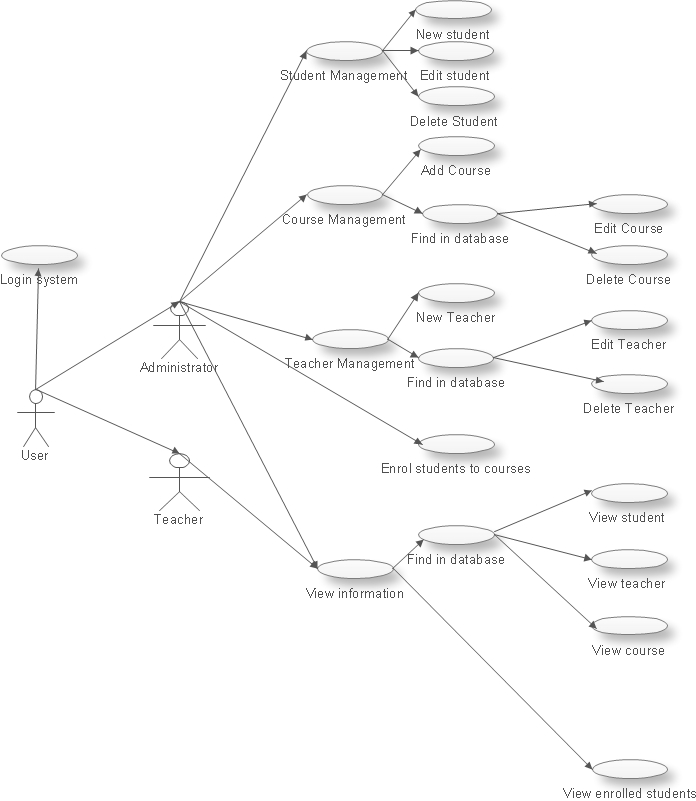 New student
Student Management
Edit student
Delete Student
Add Course
Course Management
Find in database
Edit Course
Delete Course
Login system
New Teacher
Administrator
Teacher Management
Find in database
Edit Teacher
Delete Teacher
User
Enrol students to courses
Teacher
View student
Find in database
View information
View teacher
View course
View enrolled students